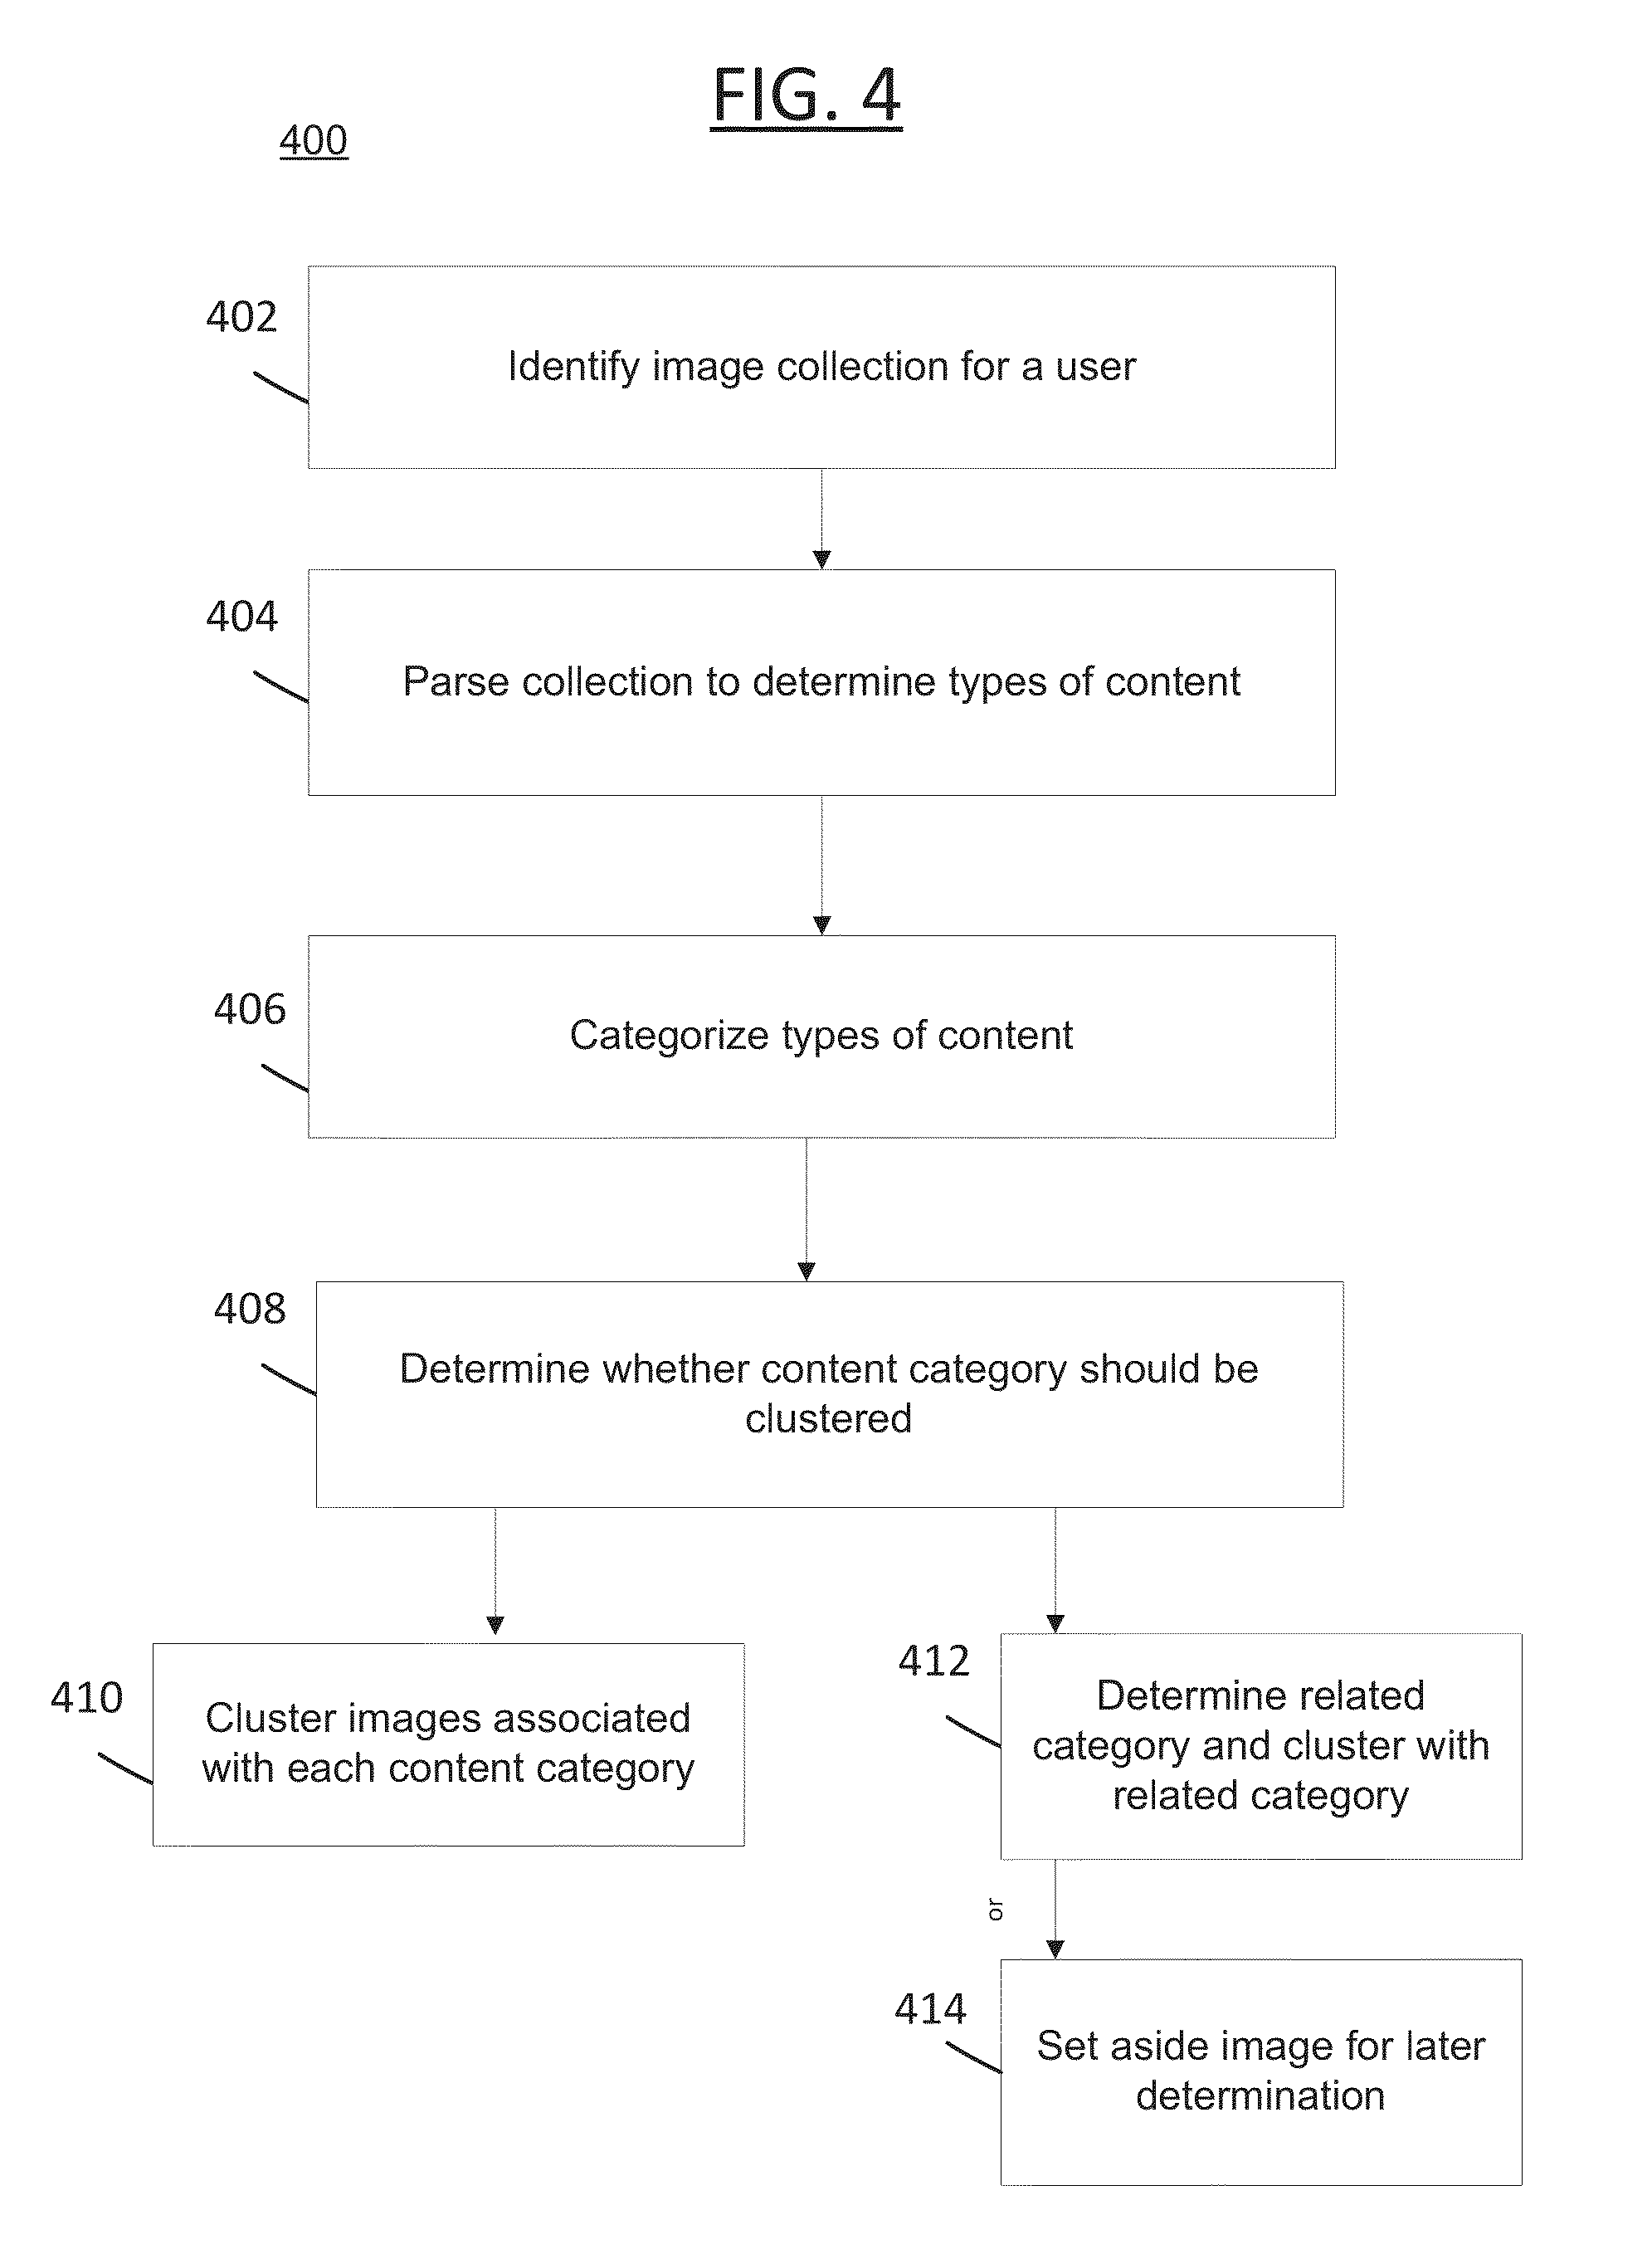 FIG. 4
400
402
Identify image collection for a user
404
Parse collection to determine types of content
406
Categorize types of content
408
Determine whether content category should be
clustered
410
Cluster images associated
with each content category
412
Determine related
category and cluster with
related category
or
414
Set aside image for later
determination